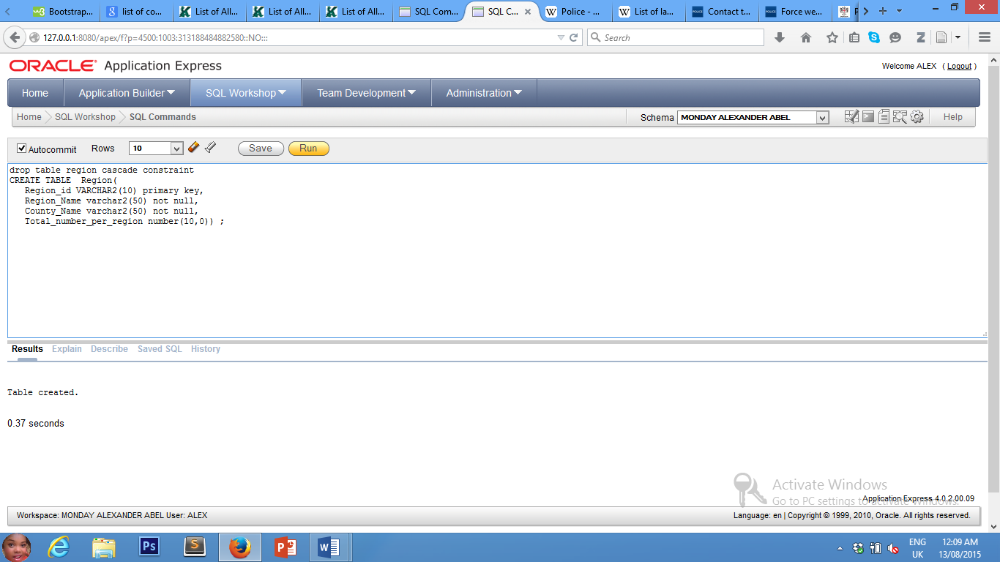 Bootstrap...
list of co...
List of All...
List of All...
List of All...
SQL Com...
SQL C...
Police - ...
List of la...
Contact t...
Force we...
127.0.0.1:8080/apex/f?p=4500:1003:313188484882580::NO:::
Search
ORACLE Application Express
Welcome ALEX ( Logout )
Home
Application Builder
SQL Workshop
Team Development
Administration
Home
SQL Workshop
SQL Commands
Schema
MONDAY ALEXANDER ABEL
Help
Autocommit
Rows
10
Save
Run
drop table region cascade constraint
CREATE TABLE  Region(
   Region_id VARCHAR2(10) primary key,
   Region_Name varchar2(50) not null,
   County_Name varchar2(50) not null,
   Total_number_per_region number(10,0)) ;
Results
Explain
Describe
Saved SQL
History
Table created.
0.37 seconds
Activate Windows
Go to PC settings to activate Windows.
Application Express 4.0.2.00.09
Workspace: MONDAY ALEXANDER ABEL User: ALEX
Language: en | Copyright © 1999, 2010, Oracle. All rights reserved.
Ps
S
P
W
ENG
UK
12:09 AM
13/08/2015